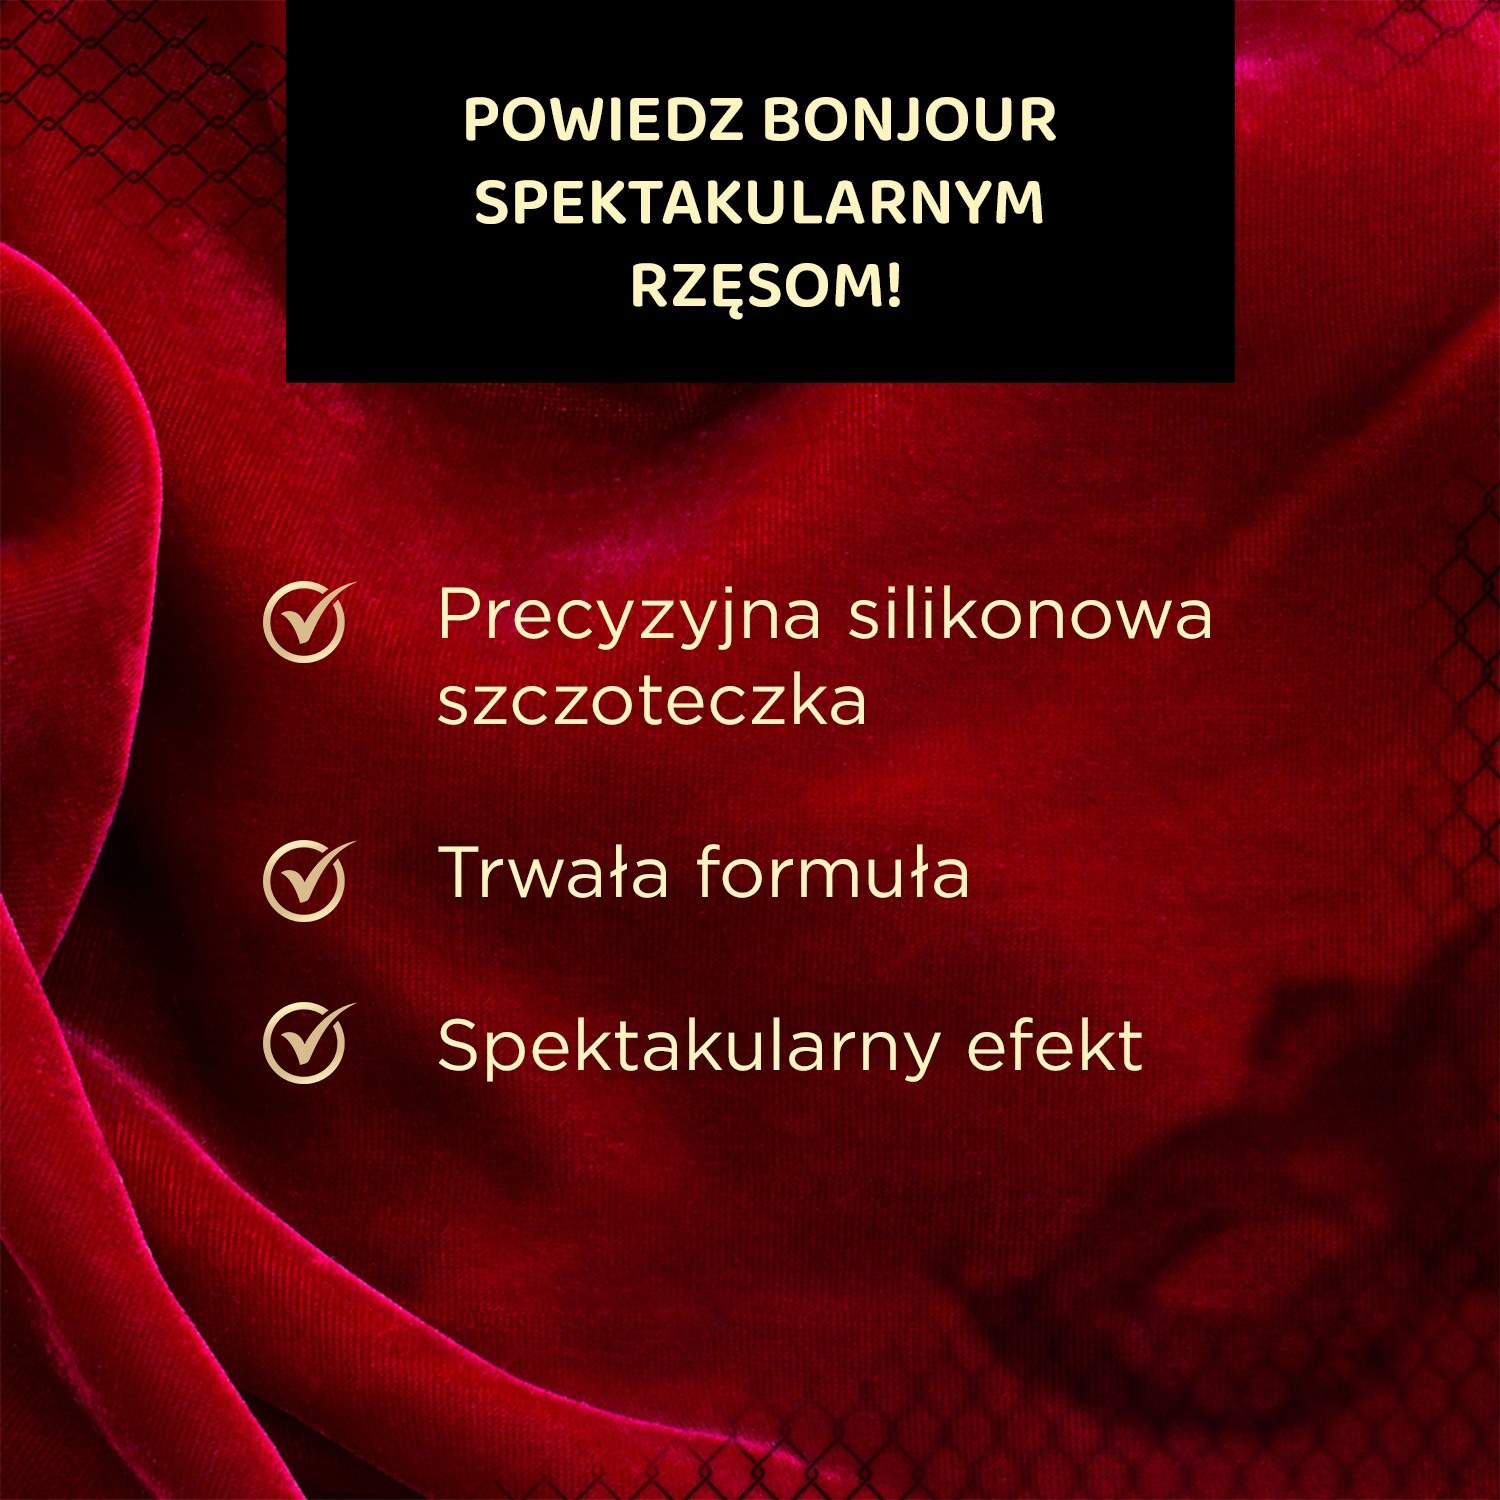 POWIEDZ BONJOUR
SPEKTAKULARNYM
RZĘSOM!
Precyzyjna silikonowa
szczoteczka
Trwała formuła
Spektakularny efekt